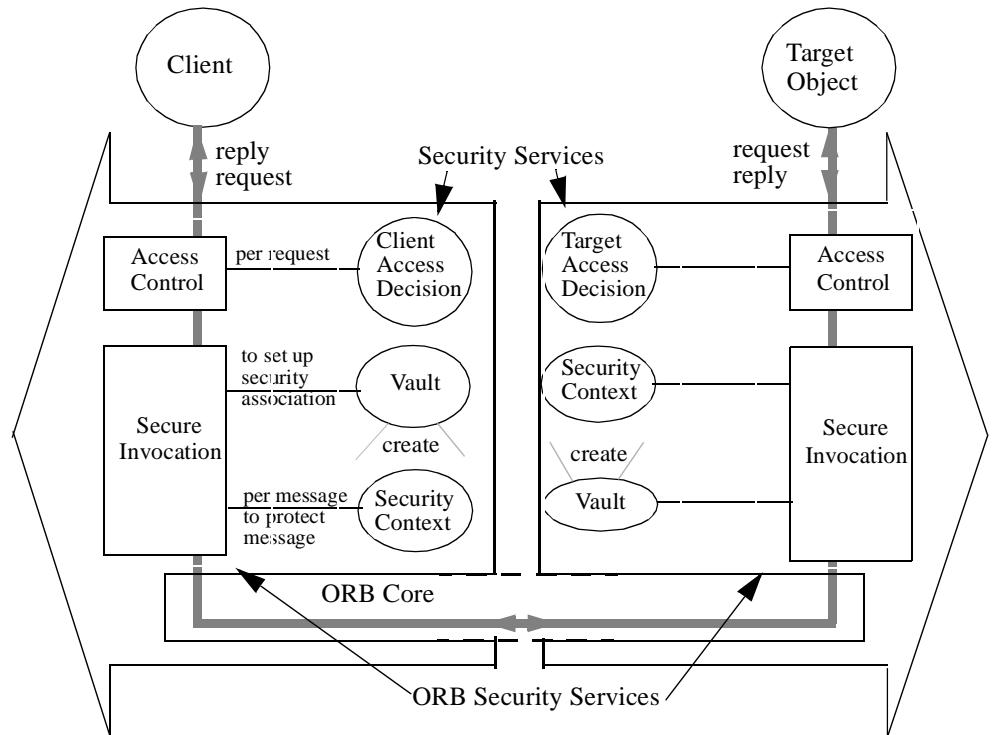 Client
Target
Object
reply
request
Security Services
request
reply
Access
Control
per request
Client
Access
Decision
Target
Access
Decision
Access
Control
to set up
security
association
Vault
Security
Context
Secure
Invocation
create
create
Secure
Invocation
per message
to protect
message
Security
Context
Vault
ORB Core
ORB Security Services